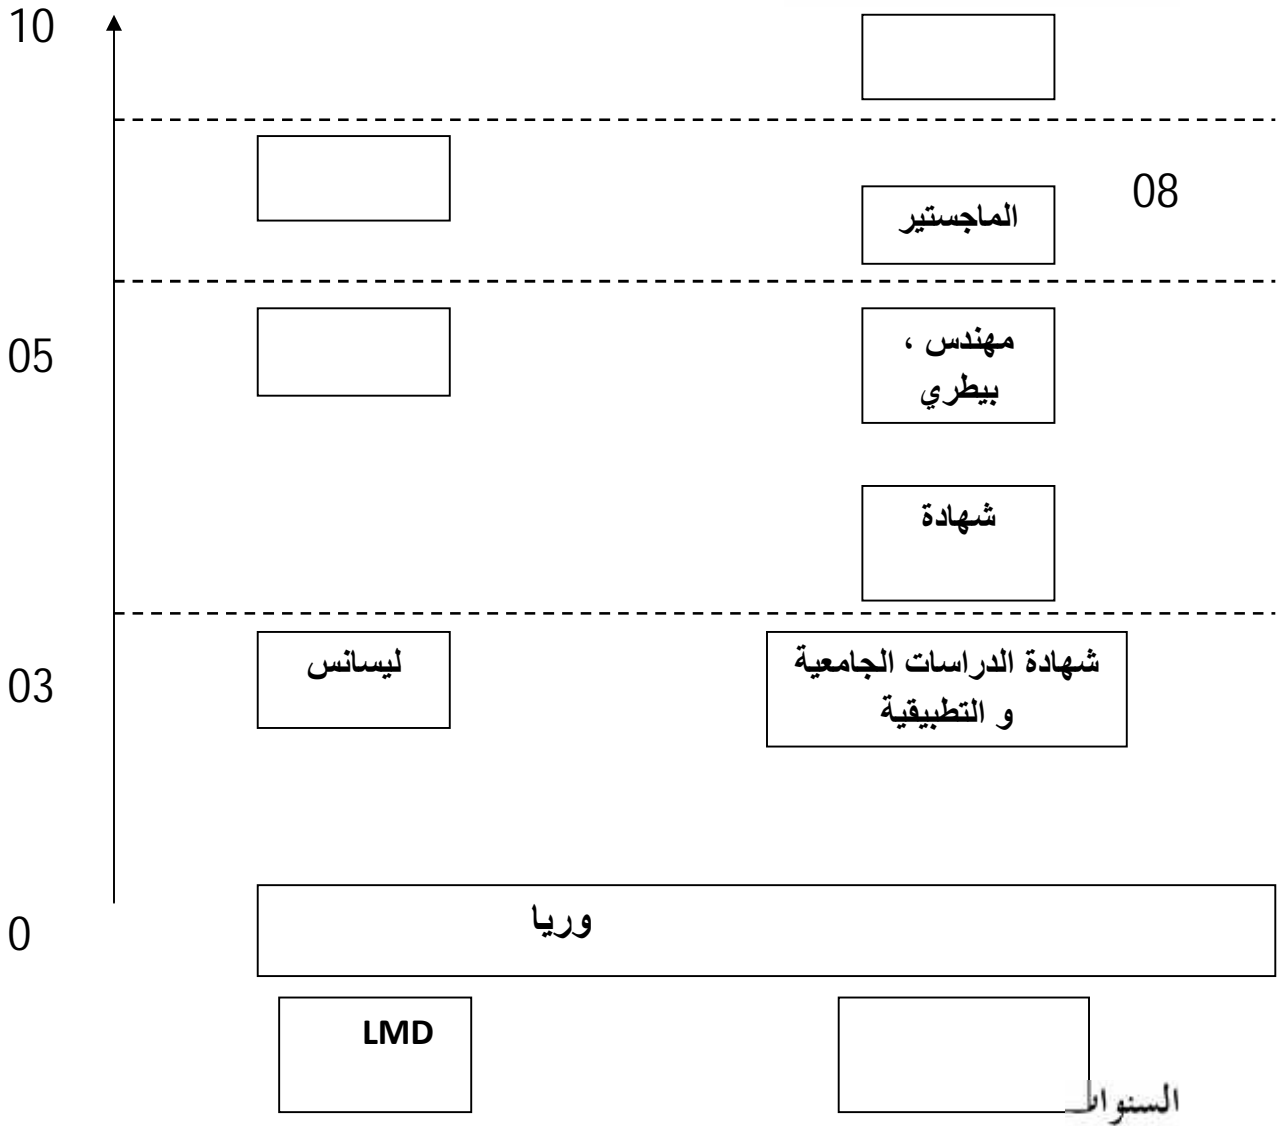 10
08
الماجستير
05
مهندس ،
بيطري
شهادة
03
ليسانس
شهادة الدراسات الجامعية
و التطبيقية
0
وريا
LMD